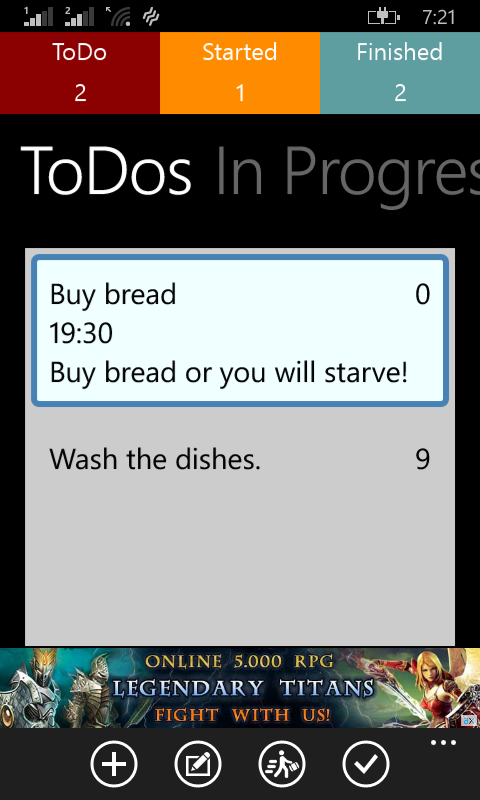 1 2 7:21
ToDo Started Finished
2 1 2
ToDos In Progres
Buy bread 0
19:30
Buy bread or you will starve!
Wash the dishes. 9
ONLINE 5.000 RPG
LEGENDARY TITANS
FIGHT WITH US!